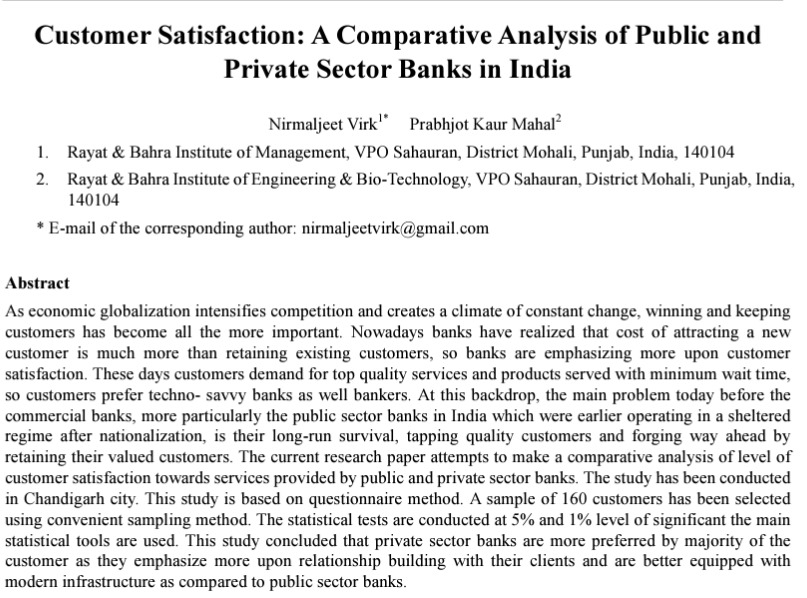 Customer Satisfaction: A Comparative Analysis of Public and
Private Sector Banks in India
Nirmaljeet Virk1* Prabhjot Kaur Mahal2
1. Rayat & Bahra Institute of Management, VPO Sahauran, District Mohali, Punjab, India, 140104
2. Rayat & Bahra Institute of Engineering & Bio-Technology, VPO Sahauran, District Mohali, Punjab, India,
140104
* E-mail of the corresponding author: nirmaljeetvirk@gmail.com
Abstract
As economic globalization intensifies competition and creates a climate of constant change, winning and keeping
customers has become all the more important. Nowadays banks have realized that cost of attracting a new
customer is much more than retaining existing customers, so banks are emphasizing more upon customer
satisfaction. These days customers demand for top quality services and products served with minimum wait time,
so customers prefer techno- savvy banks as well bankers. At this backdrop, the main problem today before the
commercial banks, more particularly the public sector banks in India which were earlier operating in a sheltered
regime after nationalization, is their long-run survival, tapping quality customers and forging way ahead by
retaining their valued customers. The current research paper attempts to make a comparative analysis of level of
customer satisfaction towards services provided by public and private sector banks. The study has been conducted
in Chandigarh city. This study is based on questionnaire method. A sample of 160 customers has been selected
using convenient sampling method. The statistical tests are conducted at 5% and 1% level of significant the main
statistical tools are used. This study concluded that private sector banks are more preferred by majority of the
customer as they emphasize more upon relationship building with their clients and are better equipped with
modern infrastructure as compared to public sector banks.